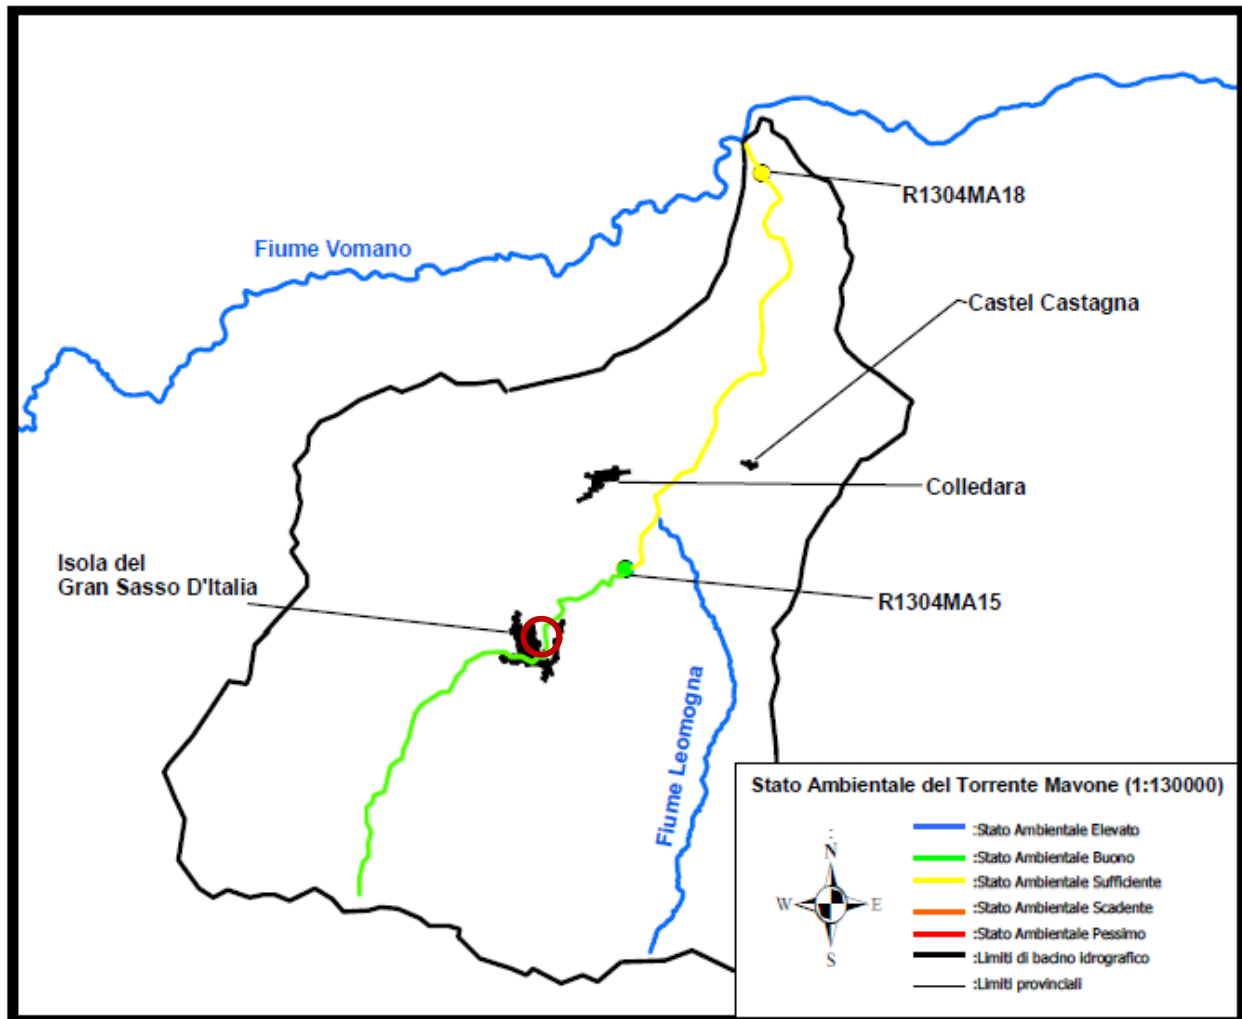 R1304MA18
Fiume Vomano
Castel Castagna
Colledara
Isola del
Gran Sasso D'Italia
R1304MA15
Fiume Leomogna
Stato Ambientale del Torrente Mavone (1:130000)
:
N
W
E
S
:Stato Ambientale Elevato
:Stato Ambientale Buono
:Stato Ambientale Sufficiente
:Stato Ambientale Scadente
:Stato Ambientale Pessimo
:Limiti di bacino idrografico
:Limiti provinciali